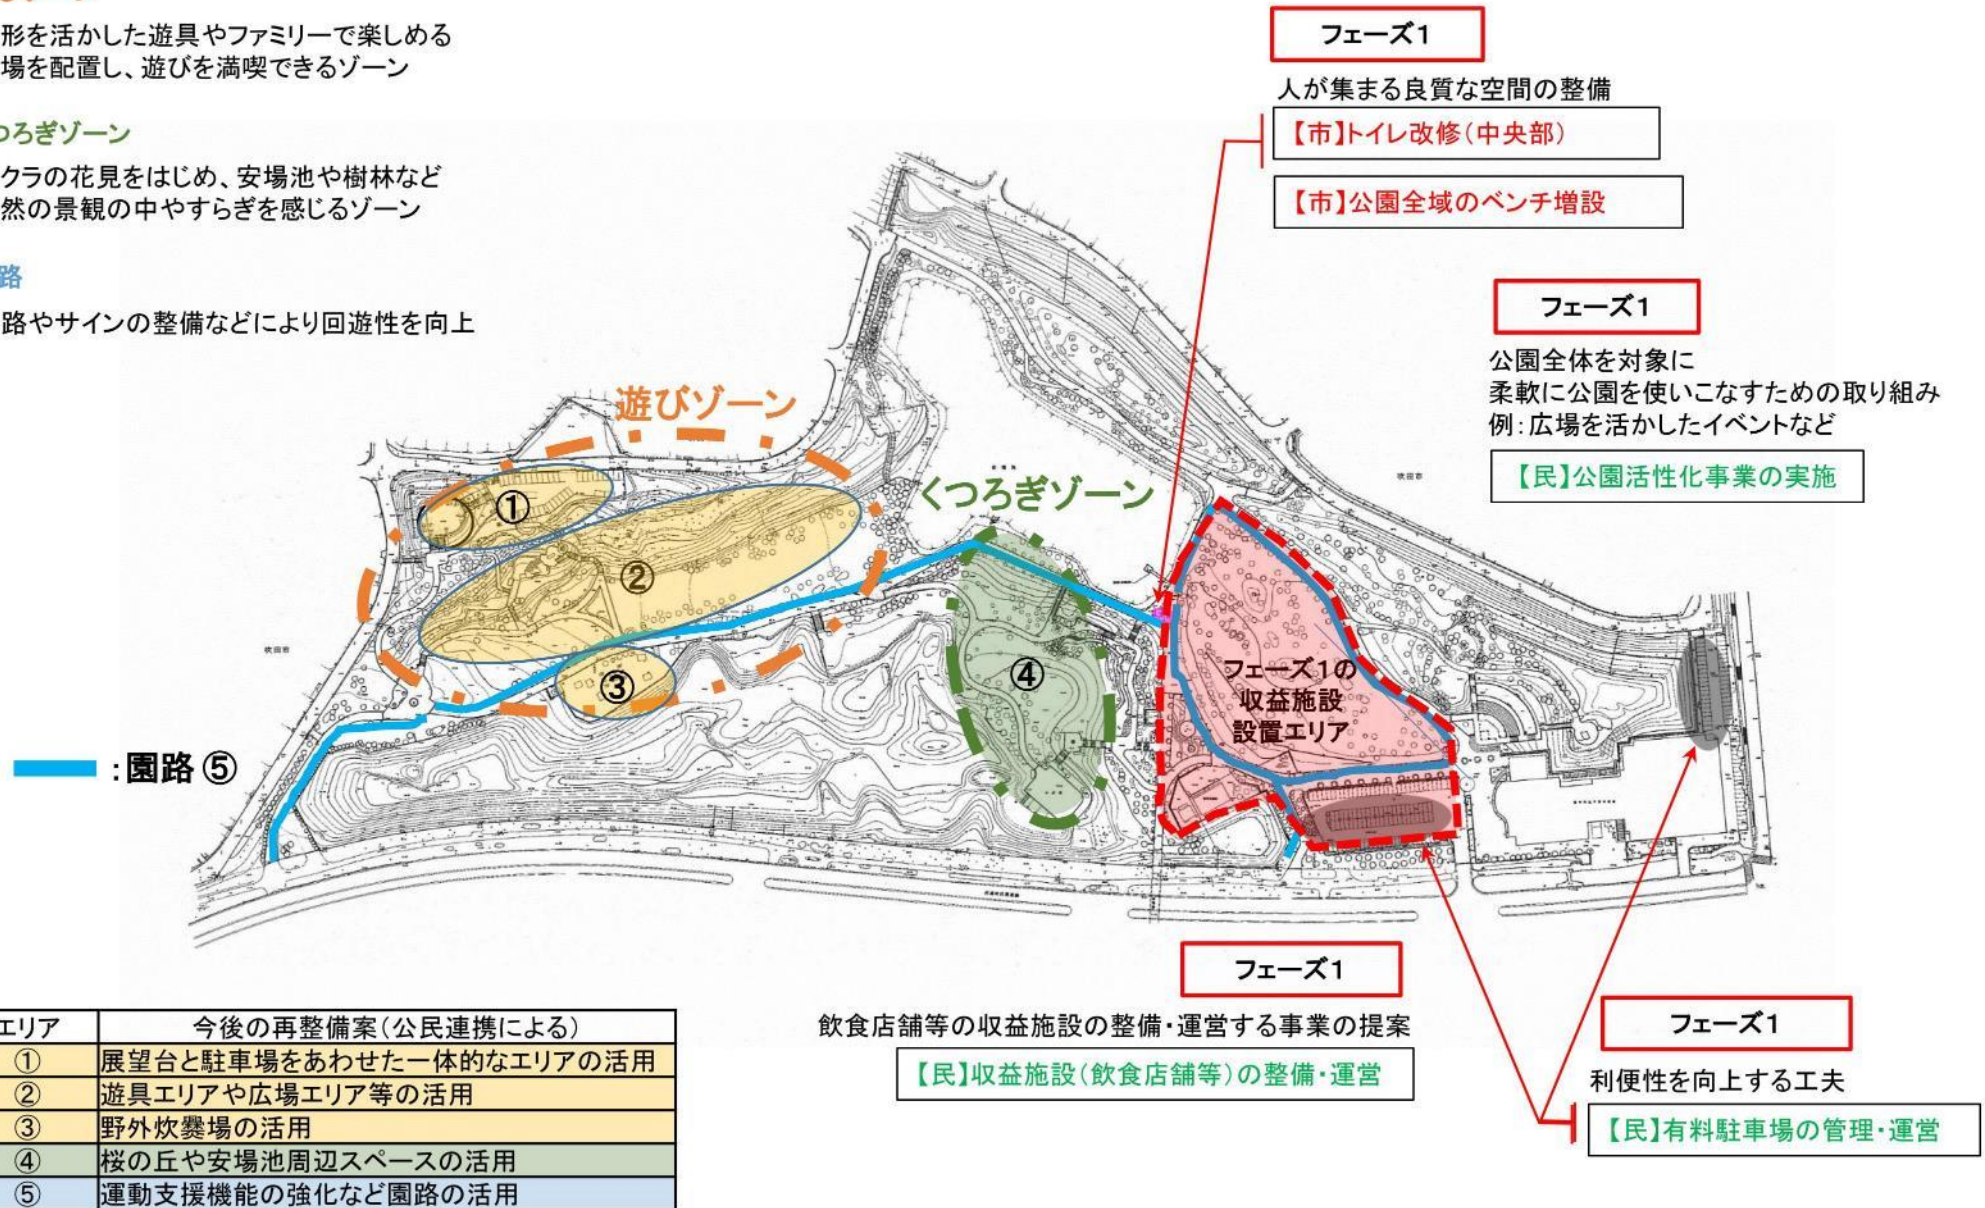 形を活かした遊具やファミリーで楽しめる
場を配置し、遊びを満喫できるゾーン
つろぎゾーン
クラの花見をはじめ、安場池や樹林など
然の景観の中やすらぎを感じるゾーン
路
路やサインの整備などにより回遊性を向上
フェーズ1
人が集まる良質な空間の整備
【市】トイレ改修(中央部)
【市】公園全域のベンチ増設
フェーズ1
公園全体を対象に
柔軟に公園を使いこなすための取り組み
例:広場を活かしたイベントなど
【民】公園活性化事業の実施
遊びゾーン
くつろぎゾーン
①
②
③
④
吹田市
吹田市
フェーズ1の
収益施設
設置エリア
:園路⑤
フェーズ1
飲食店舗等の収益施設の整備・運営する事業の提案
【民】収益施設(飲食店舗等)の整備・運営
フェーズ1
利便性を向上する工夫
【民】有料駐車場の管理・運営
エリア 今後の再整備案(公民連携による)
① 展望台と駐車場をあわせた一体的なエリアの活用
② 遊具エリアや広場エリア等の活用
③ 野外炊爨場の活用
④ 桜の丘や安場池周辺スペースの活用
⑤ 運動支援機能の強化など園路の活用